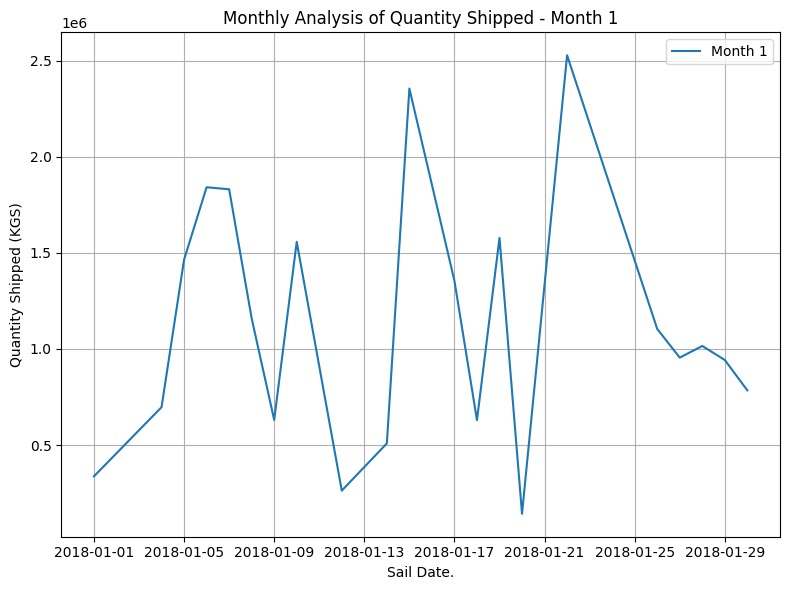 Monthly Analysis of Quantity Shipped - Month 1
1e6
Month 1
2.5
2.0
1.5
1.0
0.5
Quantity Shipped (KGS)
2018-01-01 2018-01-05 2018-01-09 2018-01-13 2018-01-17 2018-01-21 2018-01-25 2018-01-29
Sail Date.